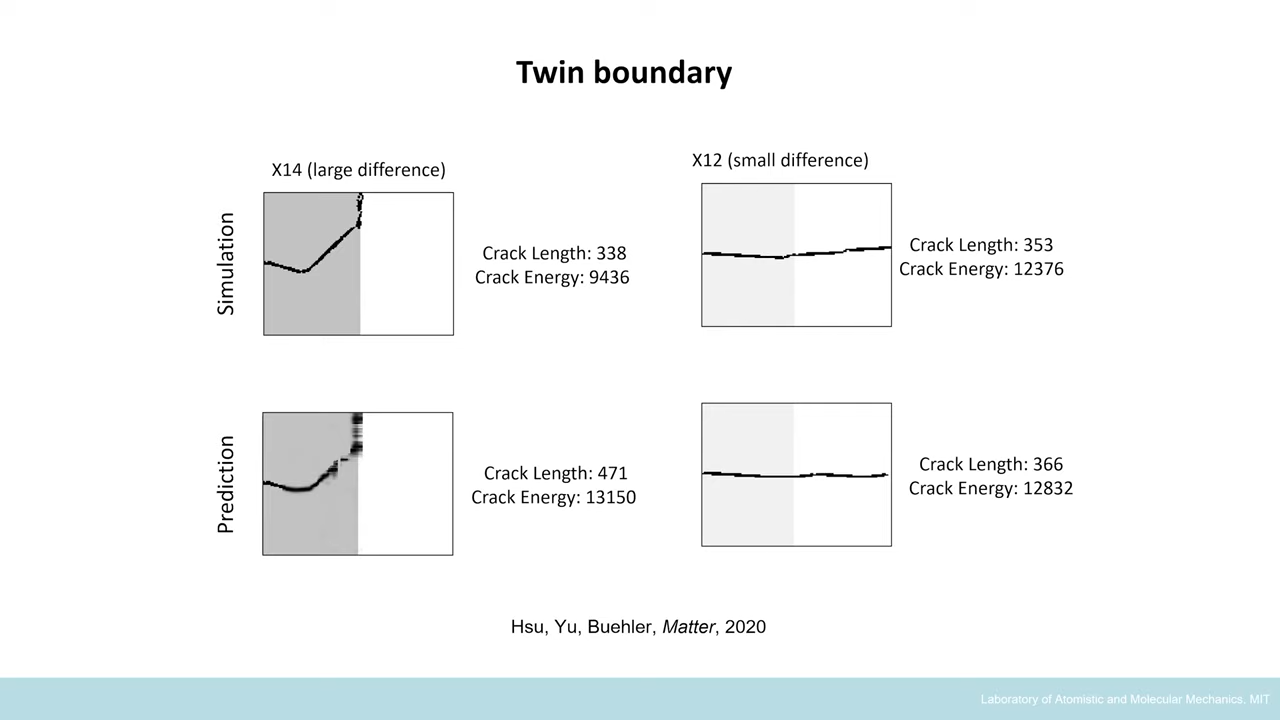 Twin boundary
X14 (large difference)
X12 (small difference)
Simulation
Crack Length: 338
Crack Energy: 9436
Crack Length: 353
Crack Energy: 12376
Prediction
Crack Length: 471
Crack Energy: 13150
Crack Length: 366
Crack Energy: 12832
Hsu, Yu, Buehler, Matter, 2020
Laboratory of Atomistic and Molecular Mechanics, MIT